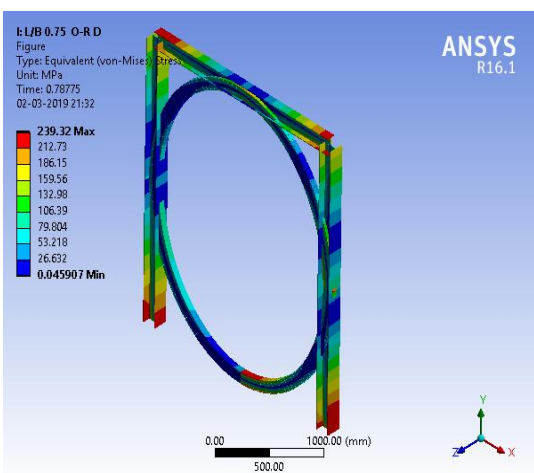 I: L/B 0.75 O-R D
Figure
Type: Equivalent (von-Mises) Stress
Unit: MPa
Time: 0.78775
02-03-2019 21:32
ANSYS
R16.1
239.32 Max
212.73
186.15
159.56
132.98
106.39
79.804
53.218
26.632
0.045907 Min
0.00
1000.00 (mm)
500.00
Y
Z
X